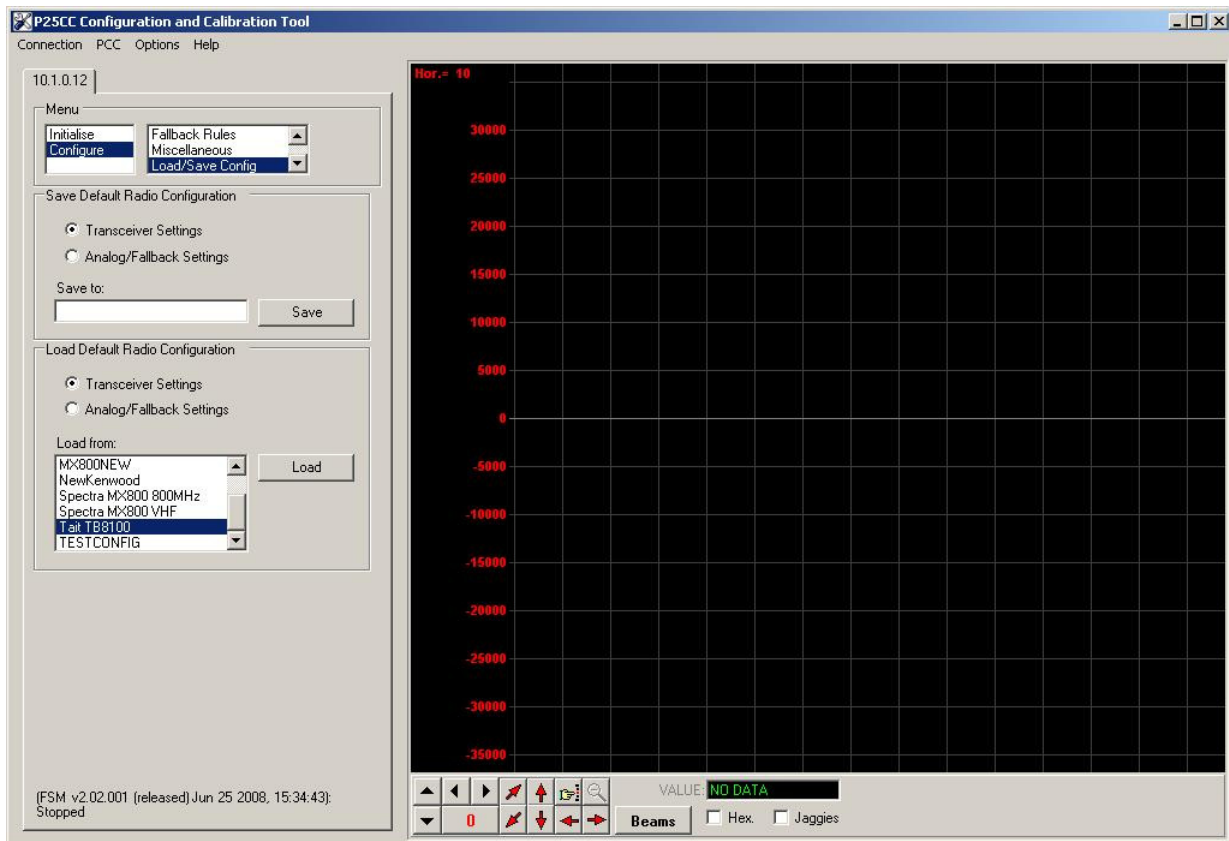 P25CC Configuration and Calibration Tool
Connection PCC Options Help
10.1.0.12
Menu
Initialise
Configure
Fallback Rules
Miscellaneous
Load/Save Config
Save Default Radio Configuration
Transceiver Settings
Analog/Fallback Settings
Save to:
Save
Load Default Radio Configuration
Transceiver Settings
Analog/Fallback Settings
Load from:
MX800NEW
NewKenwood
Spectra MX800 800MHz
Spectra MX800 VHF
Tait TB8100
TESTCONFIG
Load
(FSM v2.02.001 (released) Jun 25 2008, 15:34:43):
Stopped
Hor.= 10
30000
25000
20000
15000
10000
5000
0
-5000
-10000
-15000
-20000
-25000
-30000
-35000
VALUE: NO DATA
0
Beams
Hex.
Jaggies